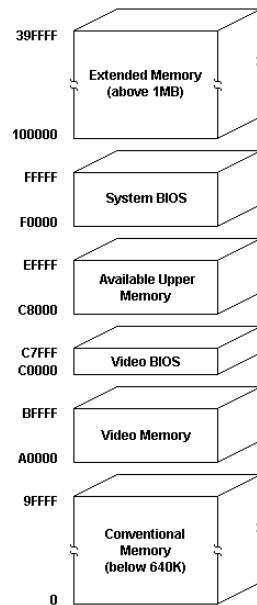 39FFFF
Extended Memory
(above 1MB)
100000
FFFFF
System BIOS
F0000
EFFFF
Available Upper
Memory
C8000
C7FFF
Video BIOS
C0000
BFFFF
Video Memory
A0000
9FFFF
Conventional
Memory
(below 640K)
0